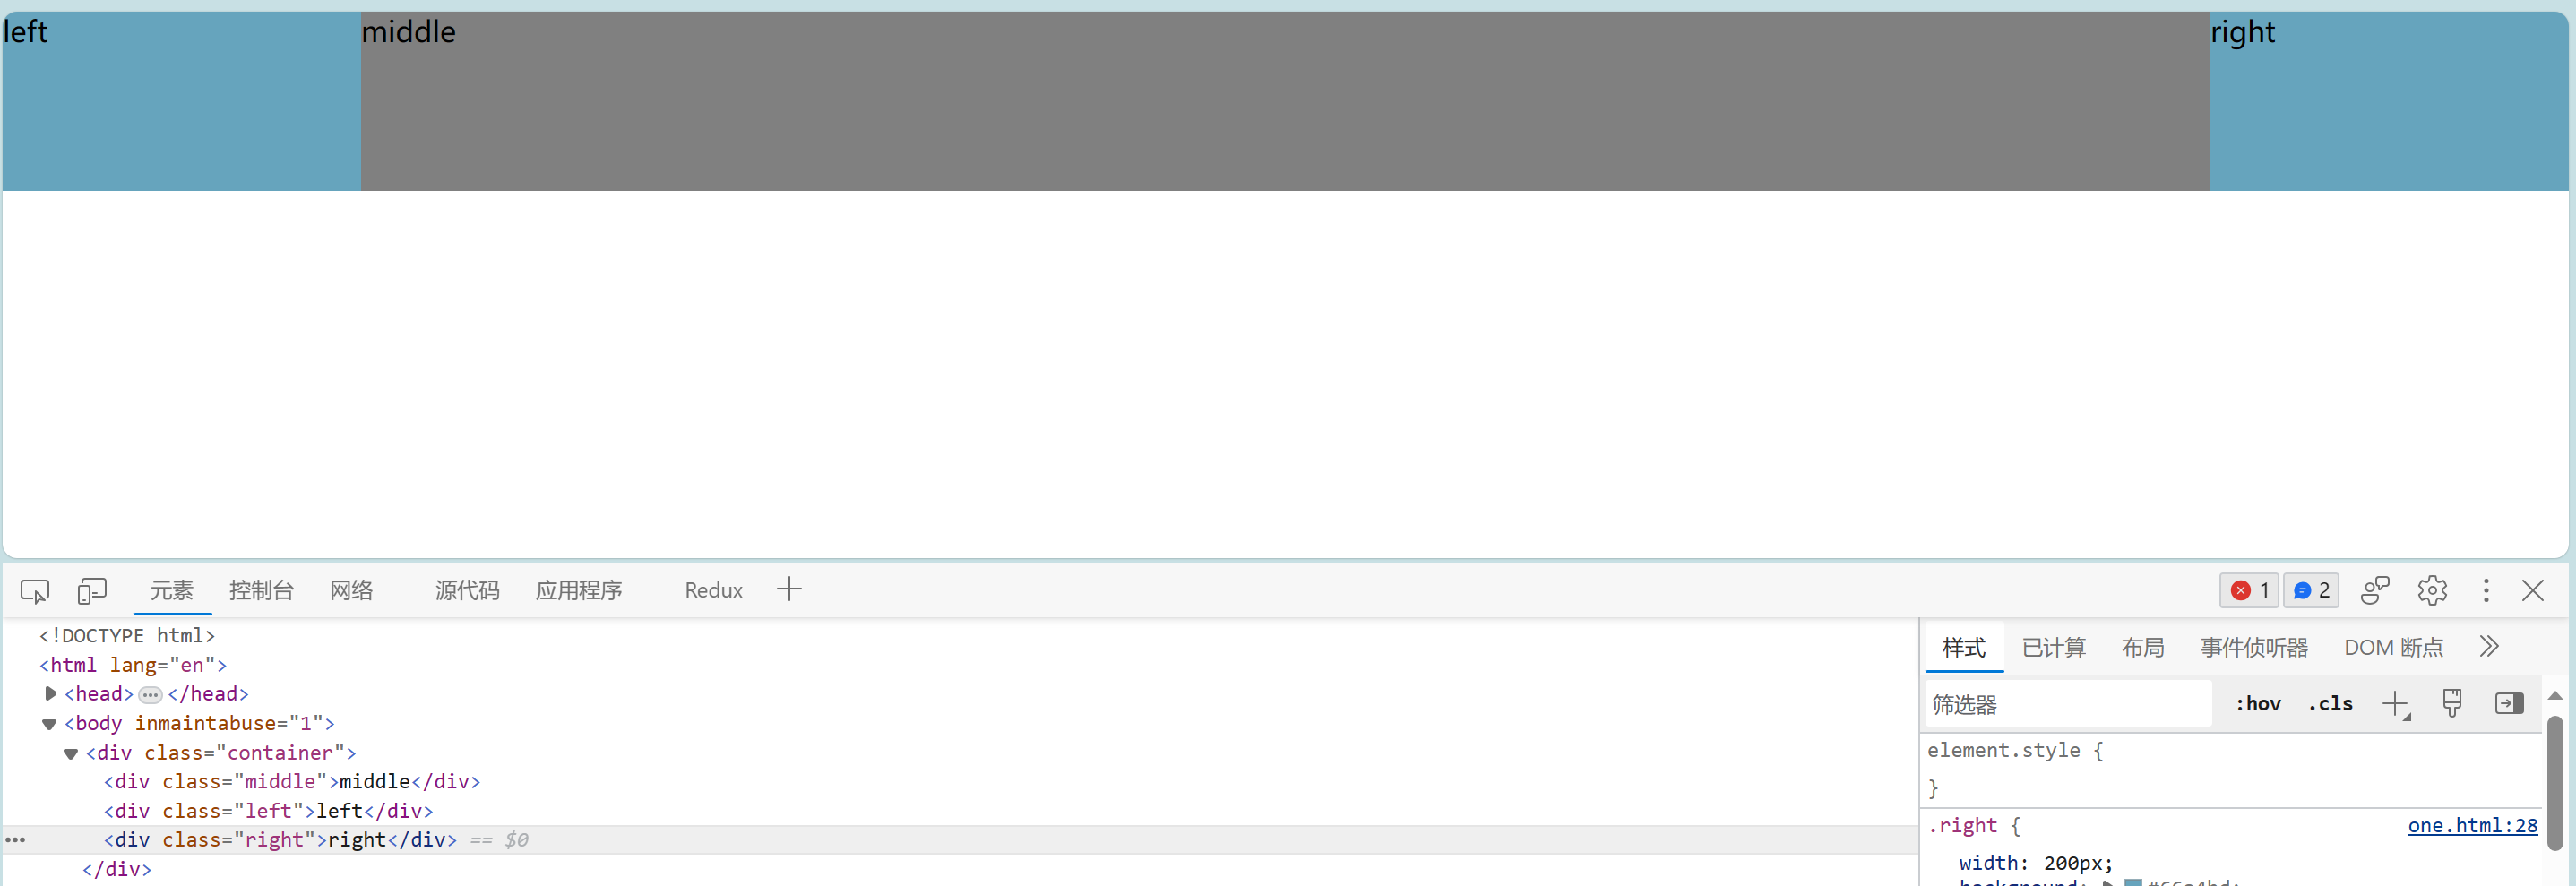 left middle right
元素 控制台 网络 源代码 应用程序 Redux 1 2
<!DOCTYPE html>
<html lang="en">
<head> </head>
<body inmaintabuse="1">
<div class="container">
<div class="middle">middle</div>
<div class="left">left</div>
<div class="right">right</div> == $0
</div>
样式 已计算 布局 事件侦听器 DOM 断点
筛选器 :hov .cls
element.style {
}
.right { one.html:28
width: 200px;